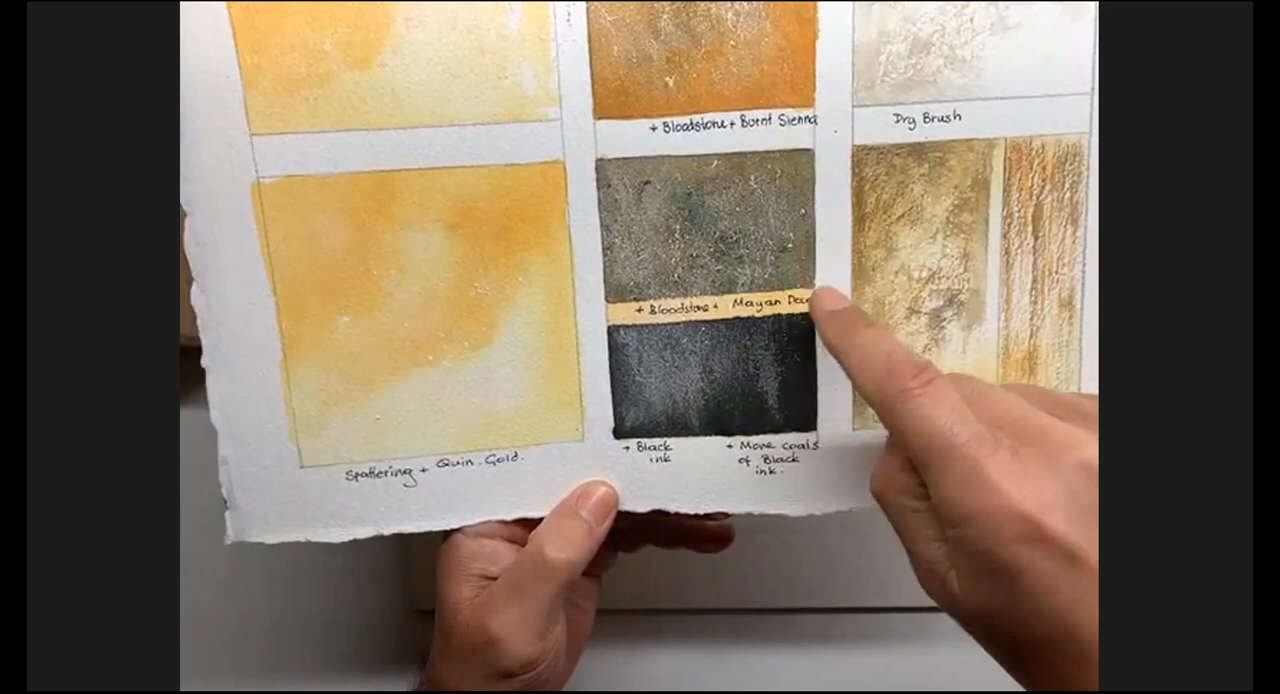 + Bloodstone + Burnt Sienna
Dry Brush
+ Bloodstone + Mayan
+ Black
ink
+ More coats
of Black
ink.
Spattering + Quin. Gold.